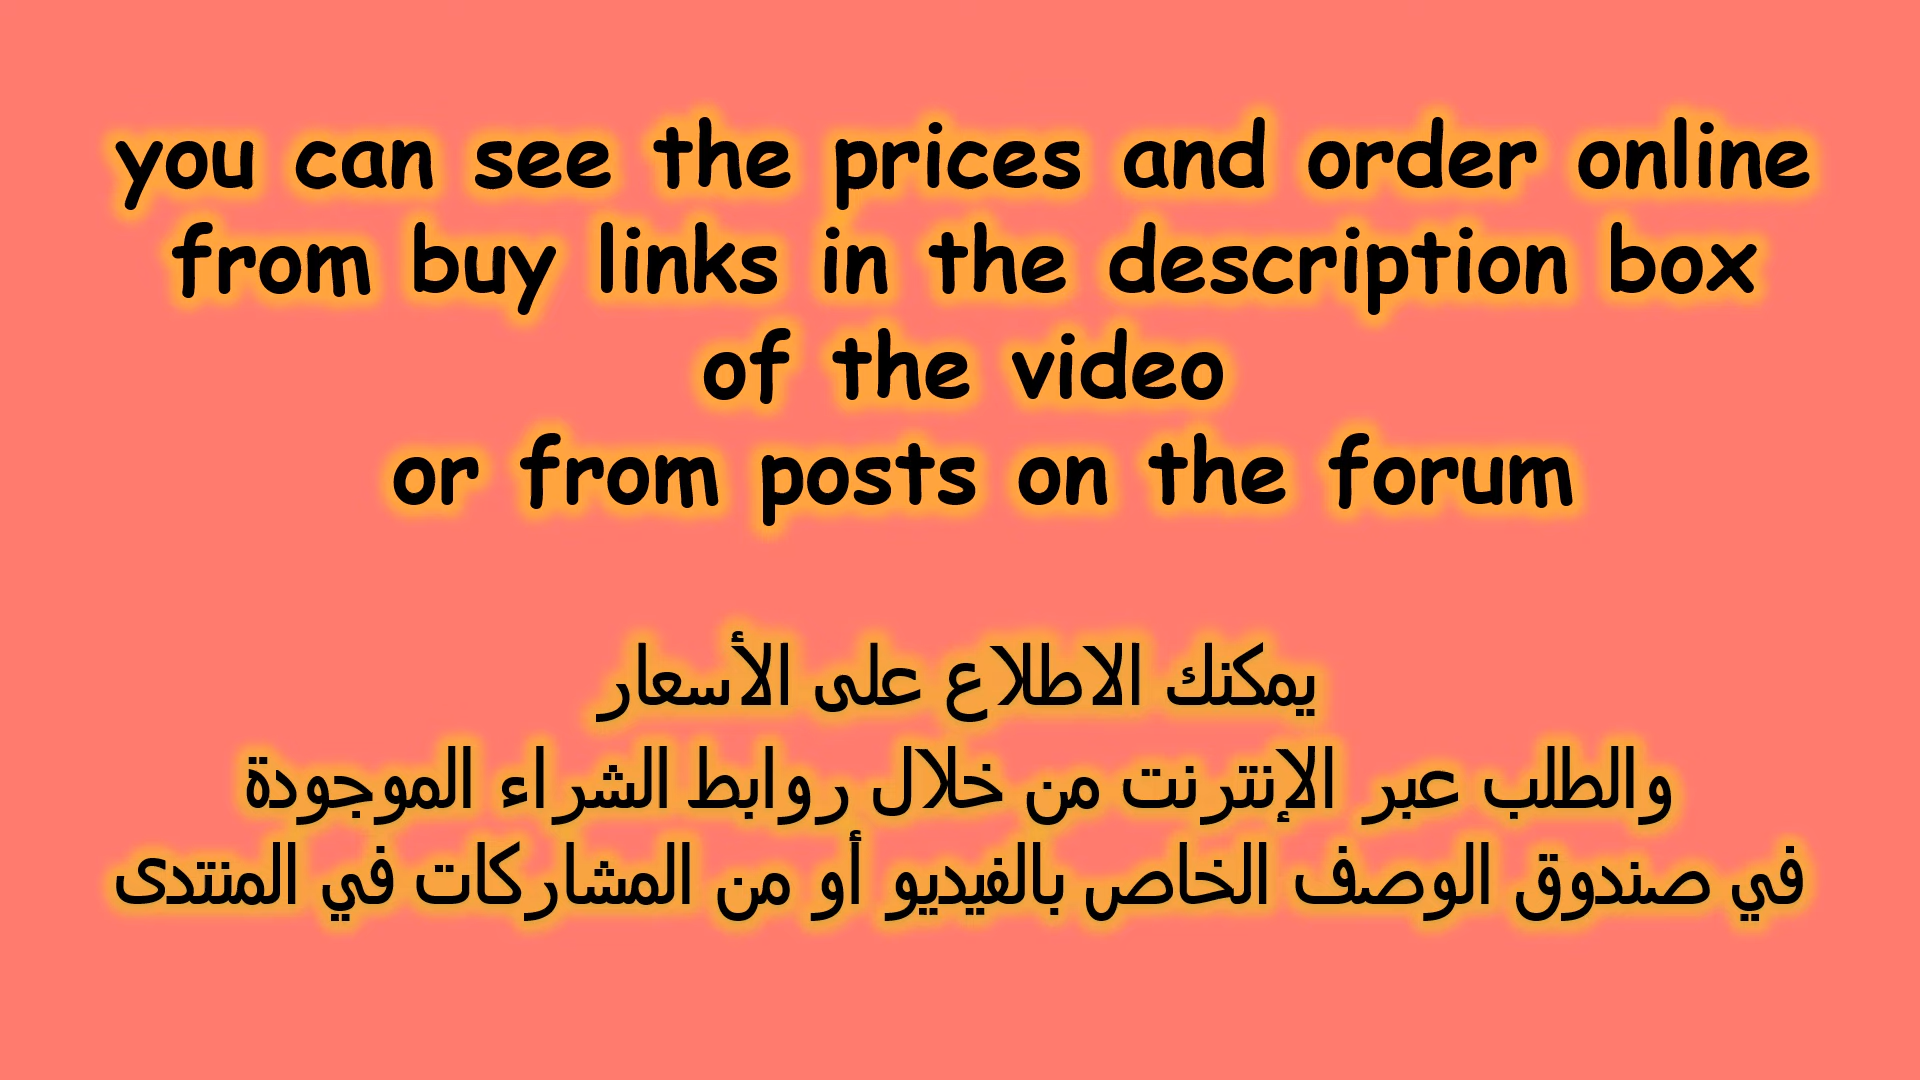 you can see the prices and order online
from buy links in the description box
of the video
or from posts on the forum
يمكنك الاطلاع على الأسعار
والطلب عبر الإنترنت من خلال روابط الشراء الموجودة
في صندوق الوصف الخاص بالفيديو أو من المشاركات في المنتدى